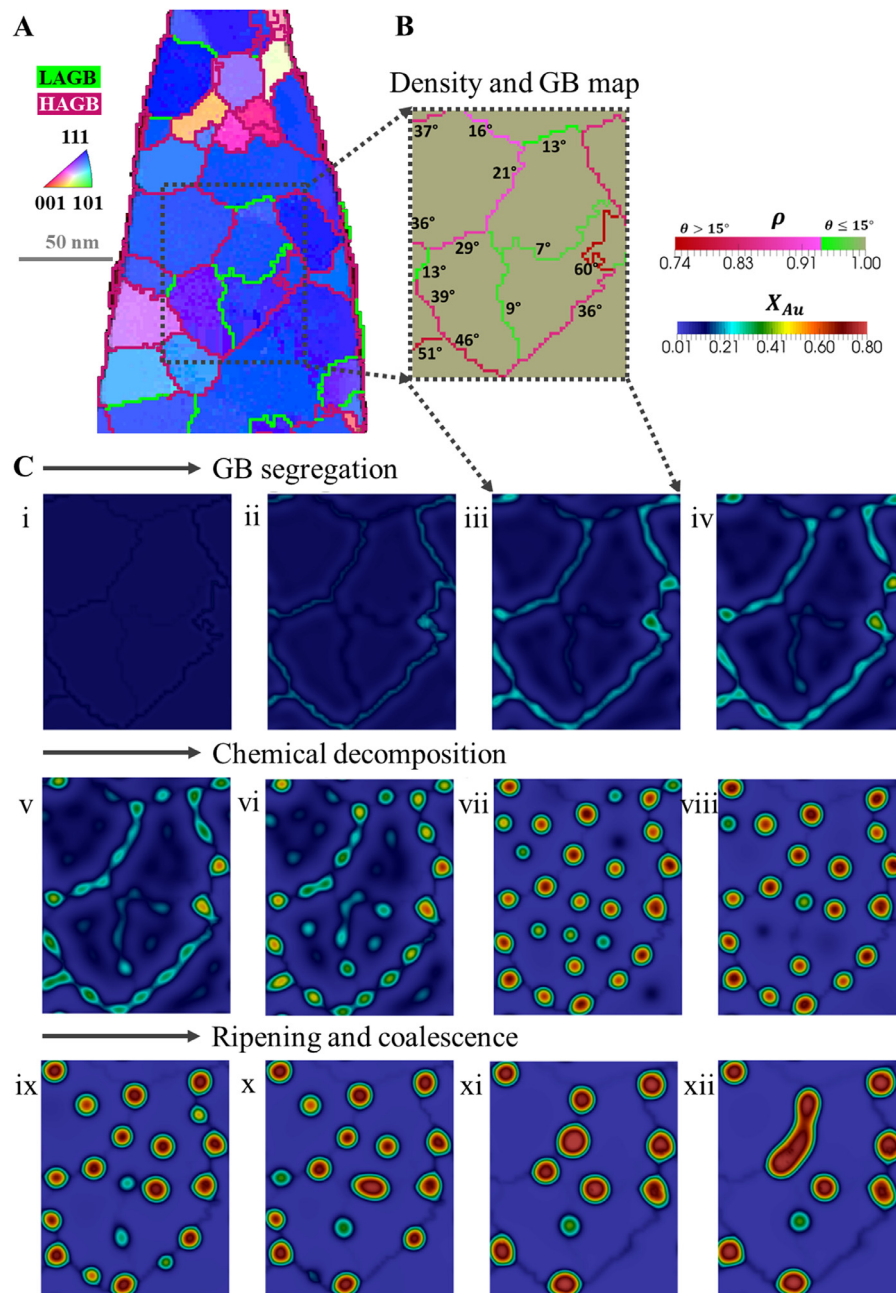 A
B
LAGB
HAGB
111
001 101
50 nm
Density and GB map
37°
16°
13°
21°
36°
29°
7°
13°
60°
39°
9°
36°
46°
51°
θ > 15°
ρ
θ ≤ 15°
0.74 0.83 0.91 1.00
X_Au
0.01 0.21 0.41 0.60 0.80
C
GB segregation
i
ii
iii
iv
Chemical decomposition
v
vi
vii
viii
Ripening and coalescence
ix
x
xi
xii